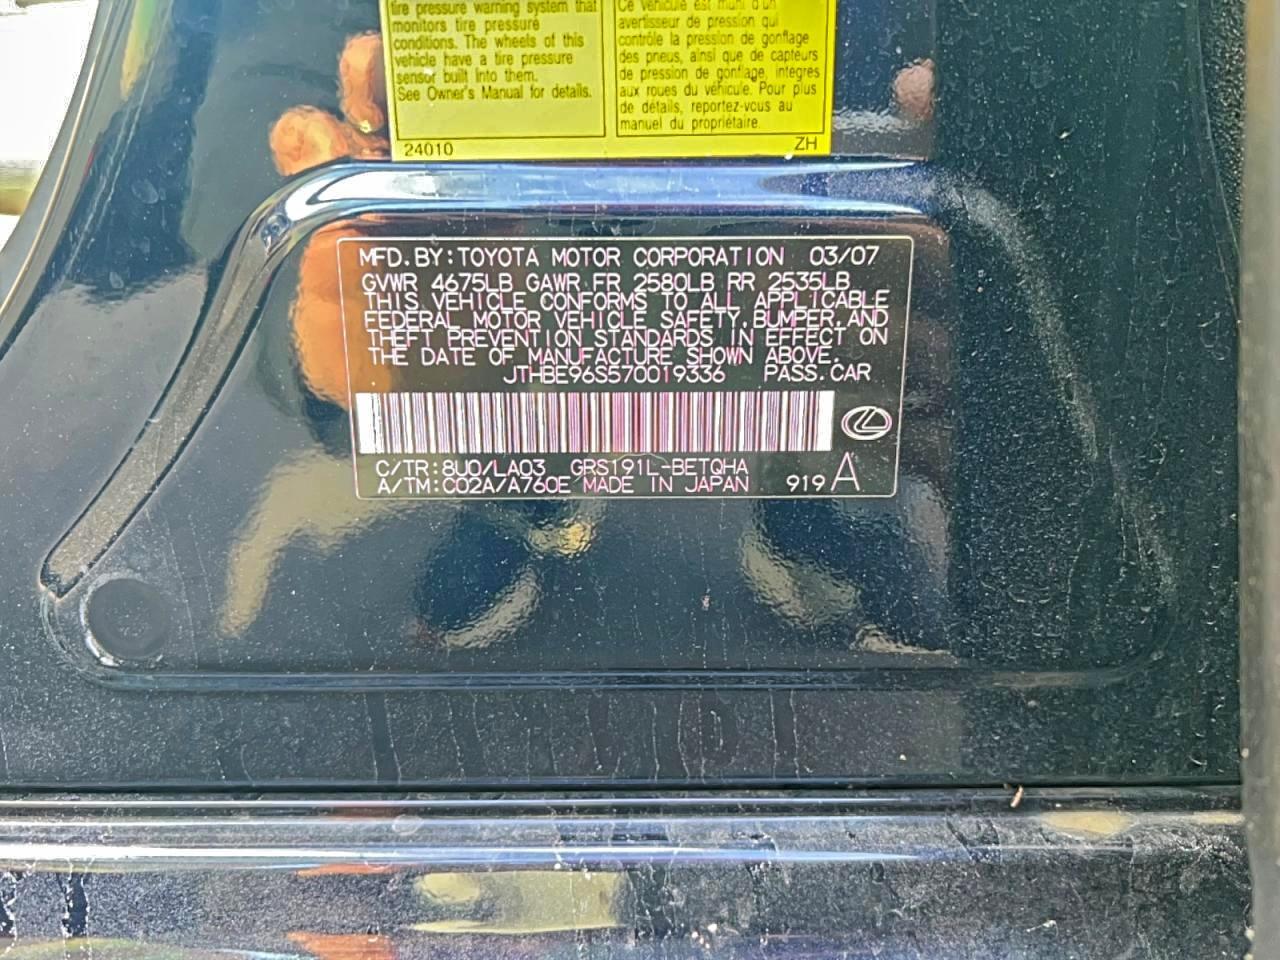 tire pressure warning system that
monitors tire pressure
conditions. The wheels of this
vehicle have a tire pressure
sensor built into them.
See Owner's Manual for details.
Ce véhicule est muni d'un
avertisseur de pression qui
contrôle la pression de gonflage
des pneus, ainsi que de capteurs
de pression de gonflage, integres
aux roues du véhicule. Pour plus
de détails, reportez-vous au
manuel du propriétaire.
24010 ZH
MFD. BY: TOYOTA MOTOR CORPORATION 03/07
GVWR 4675LB GAWR FR 2580LB RR 2535LB
THIS VEHICLE CONFORMS TO ALL APPLICABLE
FEDERAL MOTOR VEHICLE SAFETY, BUMPER, AND
THEFT PREVENTION STANDARDS IN EFFECT ON
THE DATE OF MANUFACTURE SHOWN ABOVE.
JTHBE96S570019336 PASS. CAR
C/TR: 8U0/LA03 GRS191L-BETQHA
A/TM: C02A/A760E MADE IN JAPAN 919 A